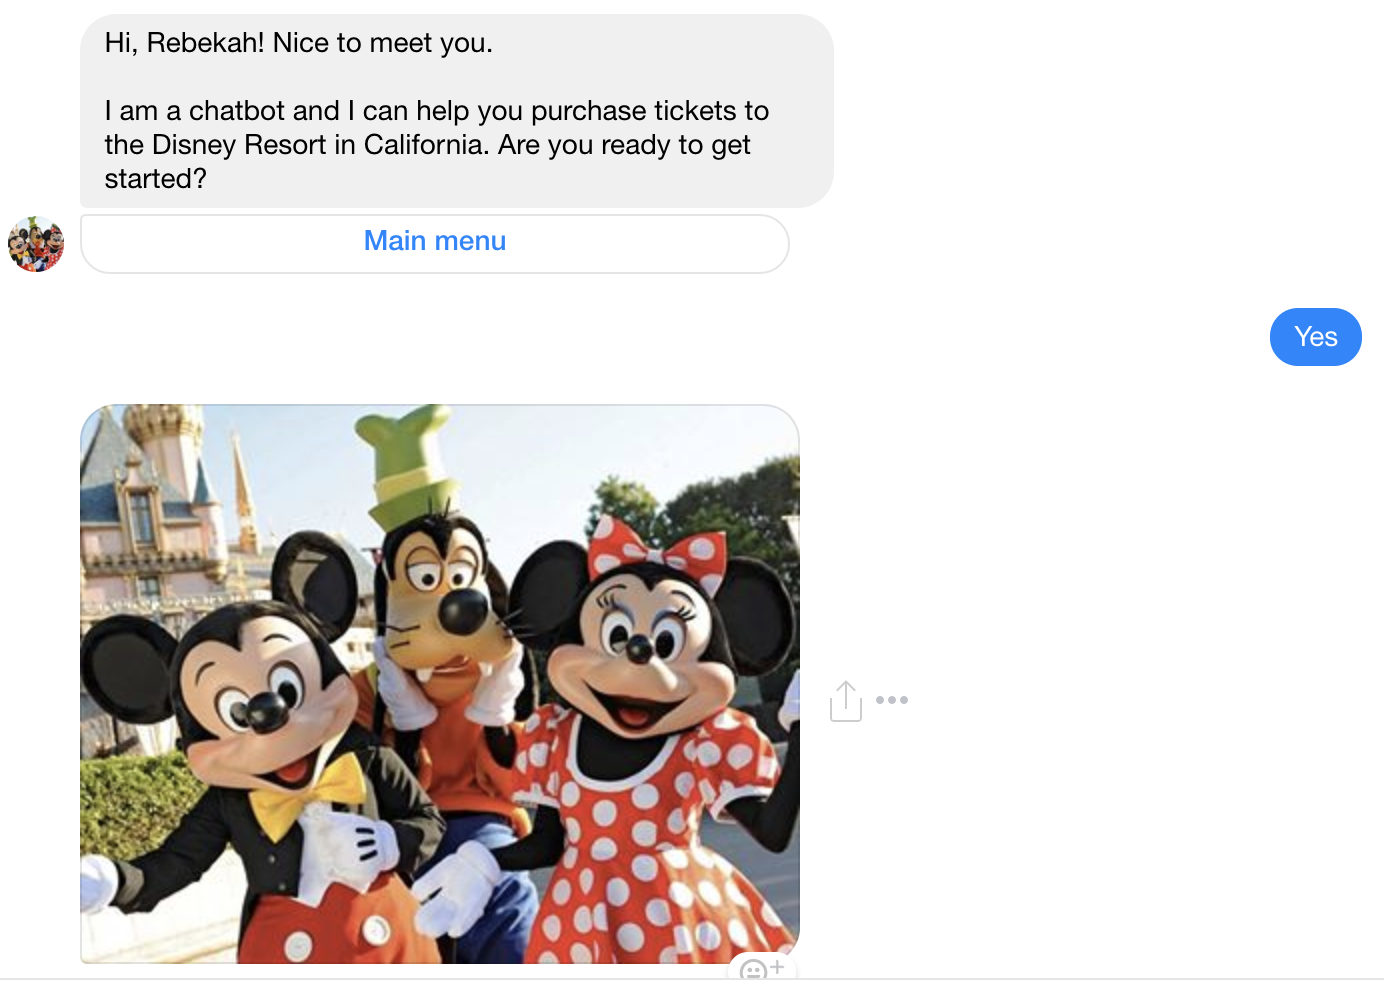 Hi, Rebekah! Nice to meet you.
I am a chatbot and I can help you purchase tickets to
the Disney Resort in California. Are you ready to get
started?
Main menu
Yes